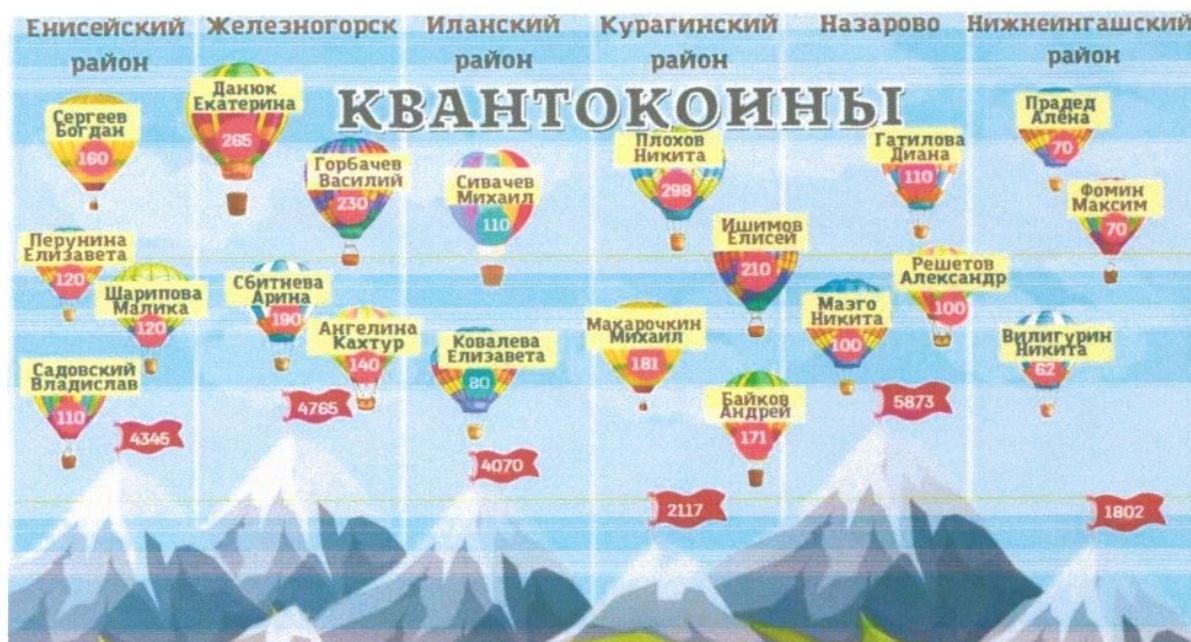 Енисейский
район
Железногорск
Иланский
район
Курагинский
район
Назарово
Нижнеингашский
район
КВАНТОКОИНЫ
Сергеев
Богдан
160
Перунина
Елизавета
120
Шарипова
Малика
120
Садовский
Владислав
110
4345
Данюк
Екатерина
265
Горбачев
Василий
230
Сбитнева
Арина
190
Ангелина
Кахтур
140
4765
Сивачев
Михаил
110
Ковалева
Елизавета
80
4070
Плохов
Никита
298
Ишимов
Елисей
210
Макарочкин
Михаил
181
Байков
Андрей
171
2117
Гатилова
Диана
110
Решетов
Александр
100
Маэго
Никита
100
5873
Прадед
Алена
70
Фомин
Максим
70
Вилигурин
Никита
62
1802